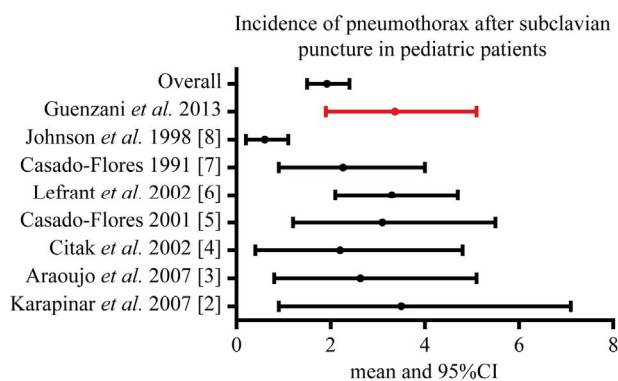 Incidence of pneumothorax after subclavian
puncture in pediatric patients
Overall
Guenzani et al. 2013
Johnson et al. 1998 [8]
Casado-Flores 1991 [7]
Lefrant et al. 2002 [6]
Casado-Flores 2001 [5]
Citak et al. 2002 [4]
Araoujo et al. 2007 [3]
Karapinar et al. 2007 [2]
0 2 4 6 8
mean and 95%CI